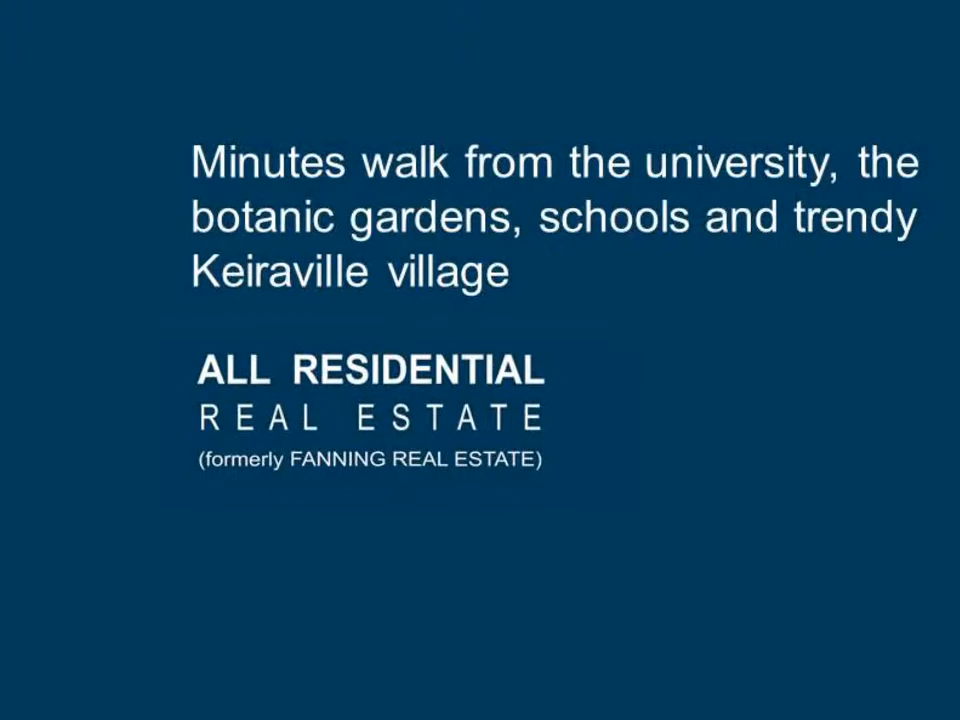 Minutes walk from the university, the
botanic gardens, schools and trendy
Keiraville village
ALL RESIDENTIAL
REAL ESTATE
(formerly FANNING REAL ESTATE)